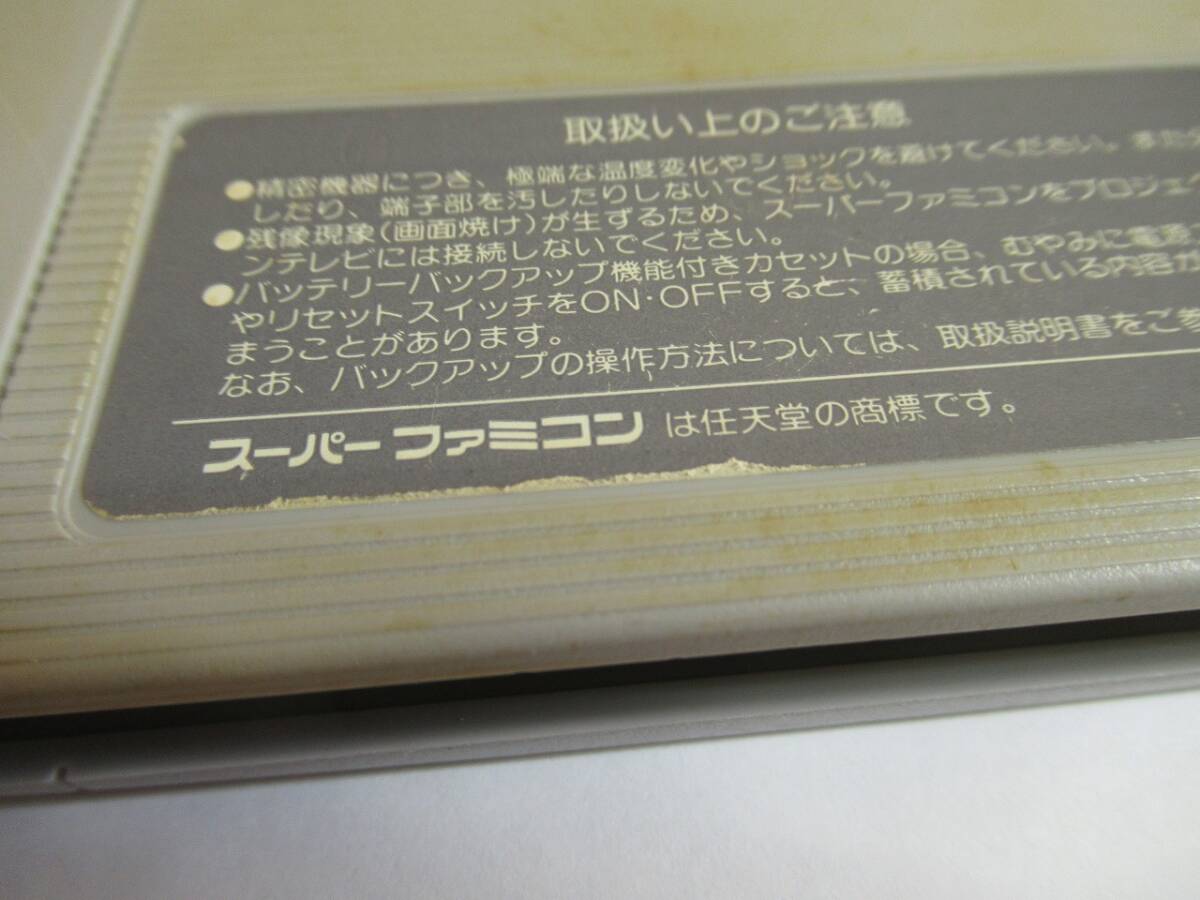 取扱い上のご注意
●精密機器につき、極端な温度変化やショックを避けてください。また
しだり、端子部を汚したりしないでください。
●残像現象(画面焼け)が生ずるため、スーパーファミコンをプロジェク
ンテレビには接続しないでください。
●バッテリーバックアップ機能付きカセットの場合、むやみに電源
やリセットスイッチをON・OFFすると、蓄積されている内容が
まうことがあります。
なお、バックアップの操作方法については、取扱説明書をご参
スーパーファミコン は任天堂の商標です。